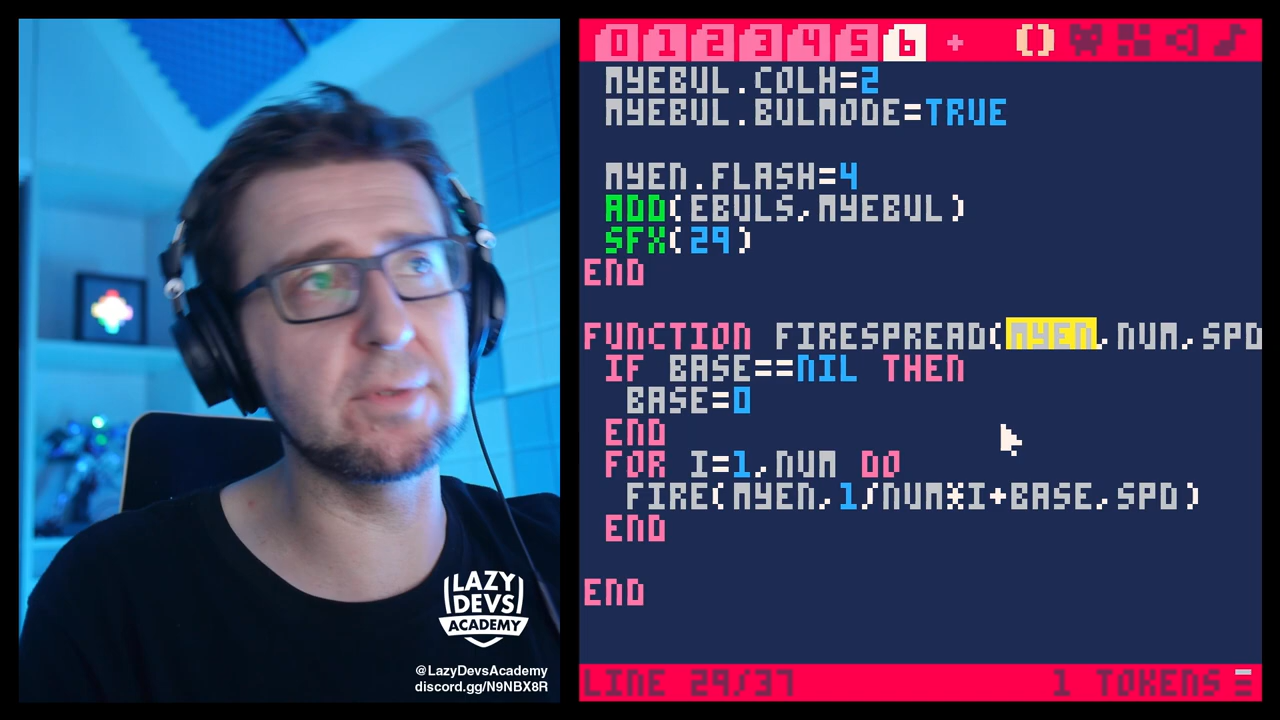 LAZY
DEVS
ACADEMY
@LazyDevsAcademy
discord.gg/N9NBX8R
0 1 2 3 4 5 6 + ()
MYEBUL.COLH=2
MYEBUL.BULMODE=TRUE
MYEN.FLASH=4
ADD(EBULS,MYEBUL)
SFX(29)
END
FUNCTION FIRESPREAD(MYEN,NUM,SPD
IF BASE==NIL THEN
BASE=0
END
FOR I=1,NUM DO
FIRE(MYEN,1/NUM*I+BASE,SPD)
END
END
LINE 29/37 1 TOKENS